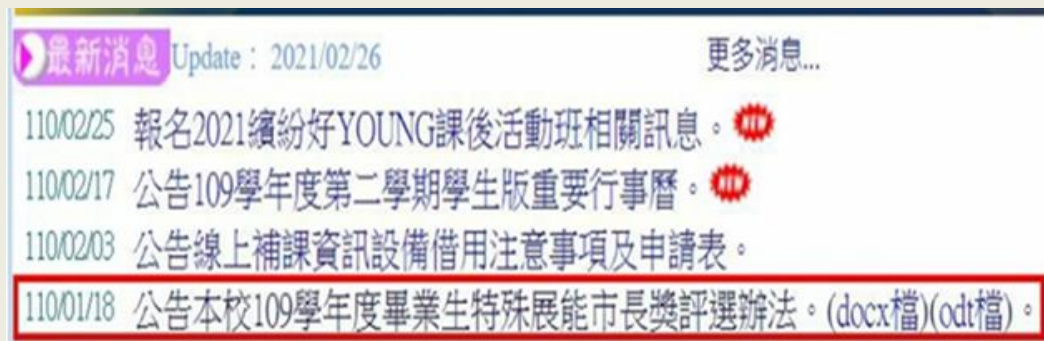 最新消息 Update： 2021/02/26 更多消息...
110/02/25 報名2021繽紛好YOUNG課後活動班相關訊息。NEW
110/02/17 公告109學年度第二學期學生版重要行事曆。NEW
110/02/03 公告線上補課資訊設備借用注意事項及申請表。
110/01/18 公告本校109學年度畢業生特殊展能市長獎評選辦法。(docx檔)(odt檔)。